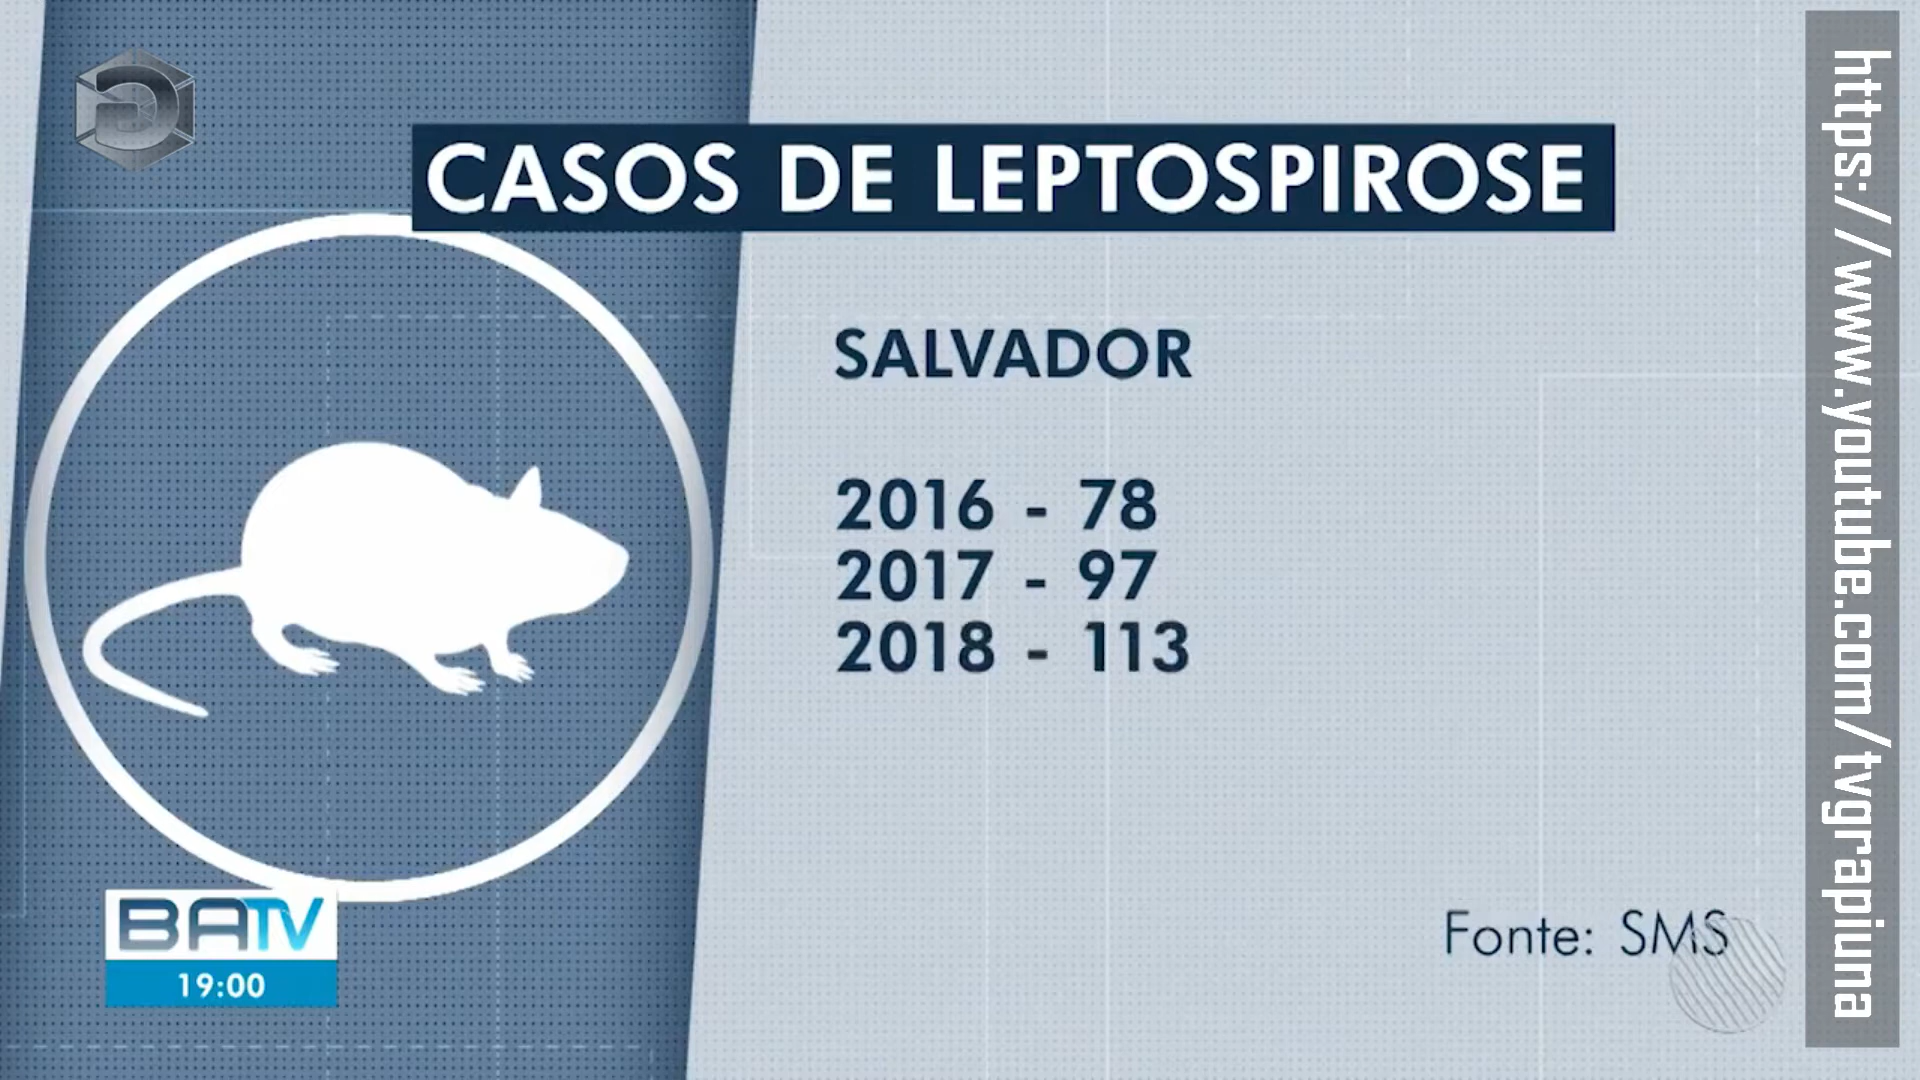 CASOS DE LEPTOSPIROSE
SALVADOR
2016 - 78
2017 - 97
2018 - 113
Fonte: SMS
BATV
19:00
https://www.youtube.com/tvgrapiuna